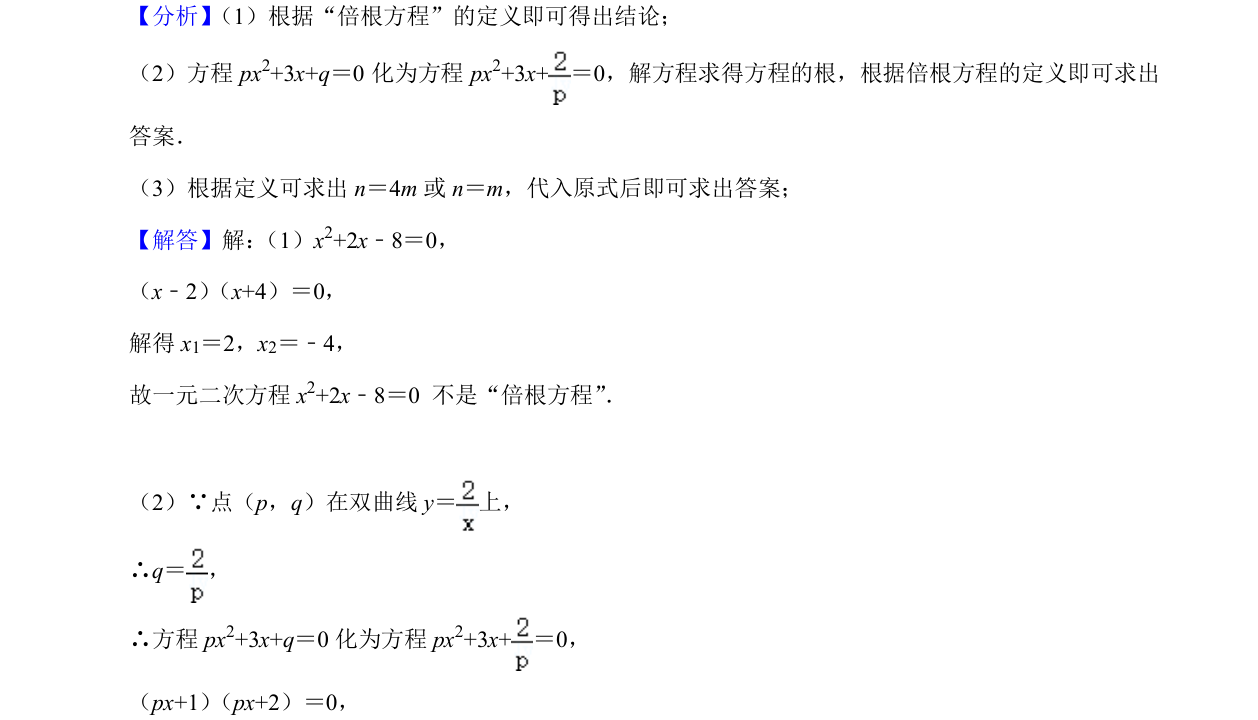 【分析】（1）根据“倍根方程”的定义即可得出结论；
（2）方程 px²+3x+q＝0 化为方程 px²+3x+2/p＝0，解方程求得方程的根，根据倍根方程的定义即可求出
答案．
（3）根据定义可求出 n＝4m 或 n＝m，代入原式后即可求出答案；
【解答】解：（1）x²+2x﹣8＝0，
（x﹣2）（x+4）＝0，
解得 x₁＝2，x₂＝﹣4，
故一元二次方程 x²+2x﹣8＝0 不是“倍根方程”．
（2）∵点（p，q）在双曲线 y＝2/x上，
∴q＝2/p，
∴方程 px²+3x+q＝0 化为方程 px²+3x+2/p＝0，
（px+1）（px+2）＝0，